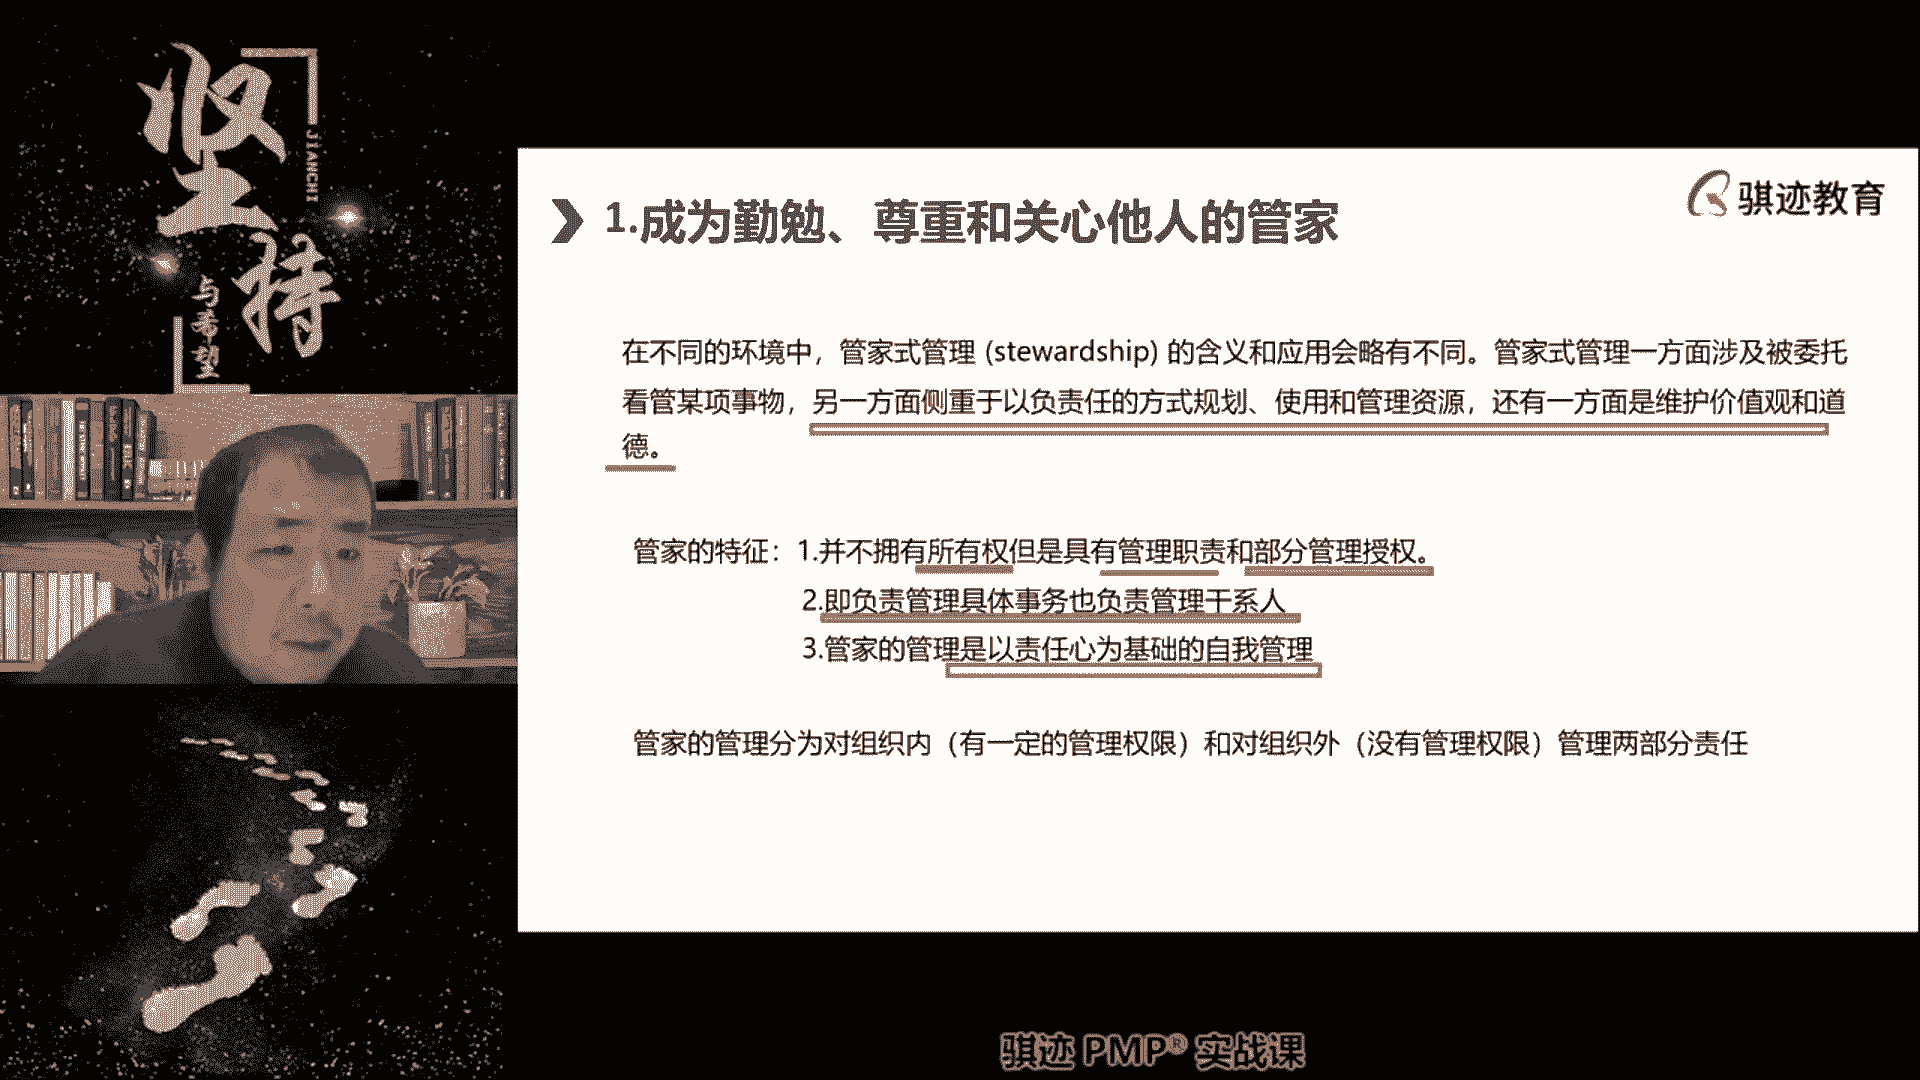 坚持
JIANCHI
与希望
骐迹教育
1.成为勤勉、尊重和关心他人的管家
在不同的环境中，管家式管理 (stewardship) 的含义和应用会略有不同。管家式管理一方面涉及被委托
看管某项事物，另一方面侧重于以负责任的方式规划、使用和管理资源，还有一方面是维护价值观和道
德。
管家的特征：1.并不拥有所有权但是具有管理职责和部分管理授权。
2.即负责管理具体事务也负责管理干系人
3.管家的管理是以责任心为基础的自我管理
管家的管理分为对组织内（有一定的管理权限）和对组织外（没有管理权限）管理两部分责任
骐迹 PMP® 实战课